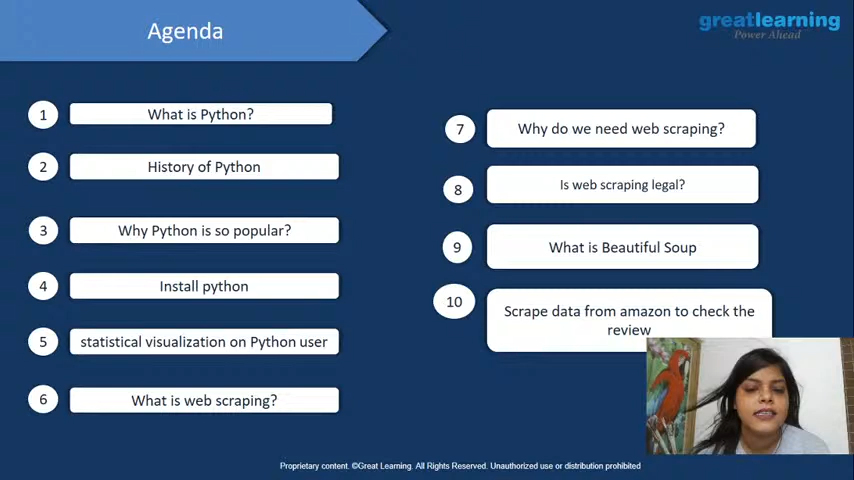 Agenda
greatlearning
Power Ahead
1
What is Python?
2
History of Python
3
Why Python is so popular?
4
Install python
5
statistical visualization on Python user
6
What is web scraping?
7
Why do we need web scraping?
8
Is web scraping legal?
9
What is Beautiful Soup
10
Scrape data from amazon to check the
review
Proprietary content. ©Great Learning. All Rights Reserved. Unauthorized use or distribution prohibited